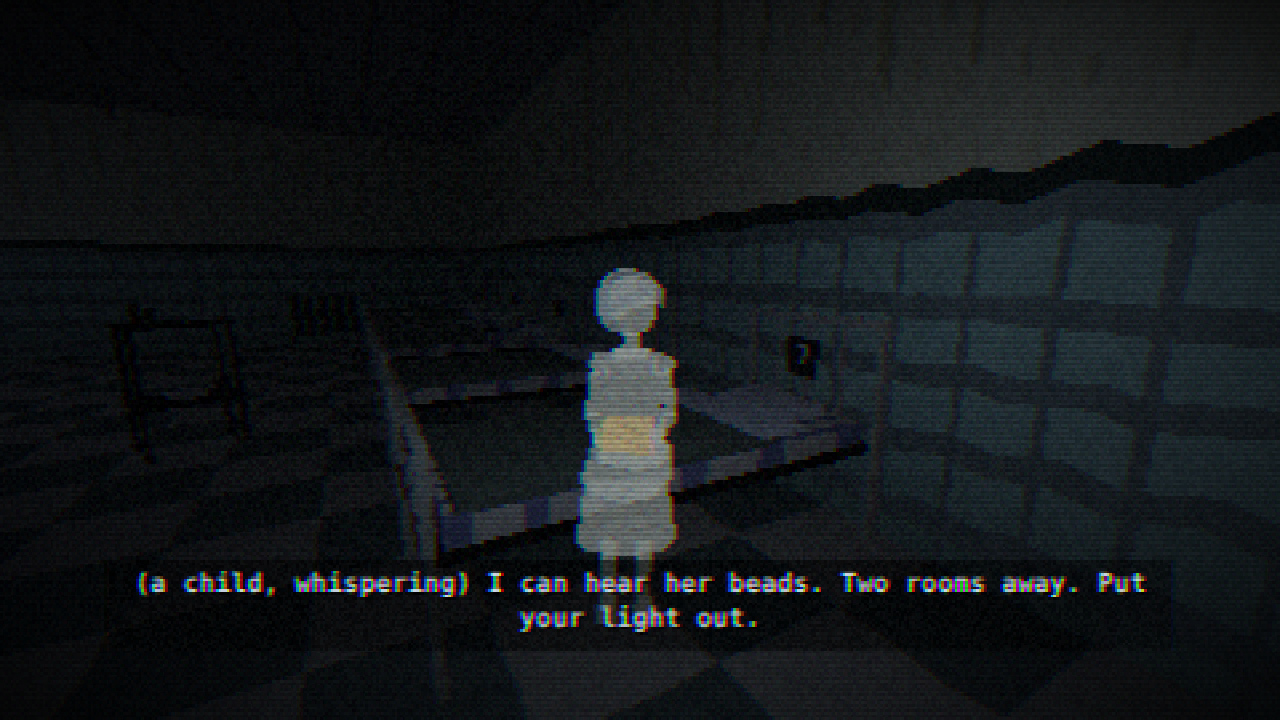 ?
(a child, whispering) I can hear her beads. Two rooms away. Put
your light out.